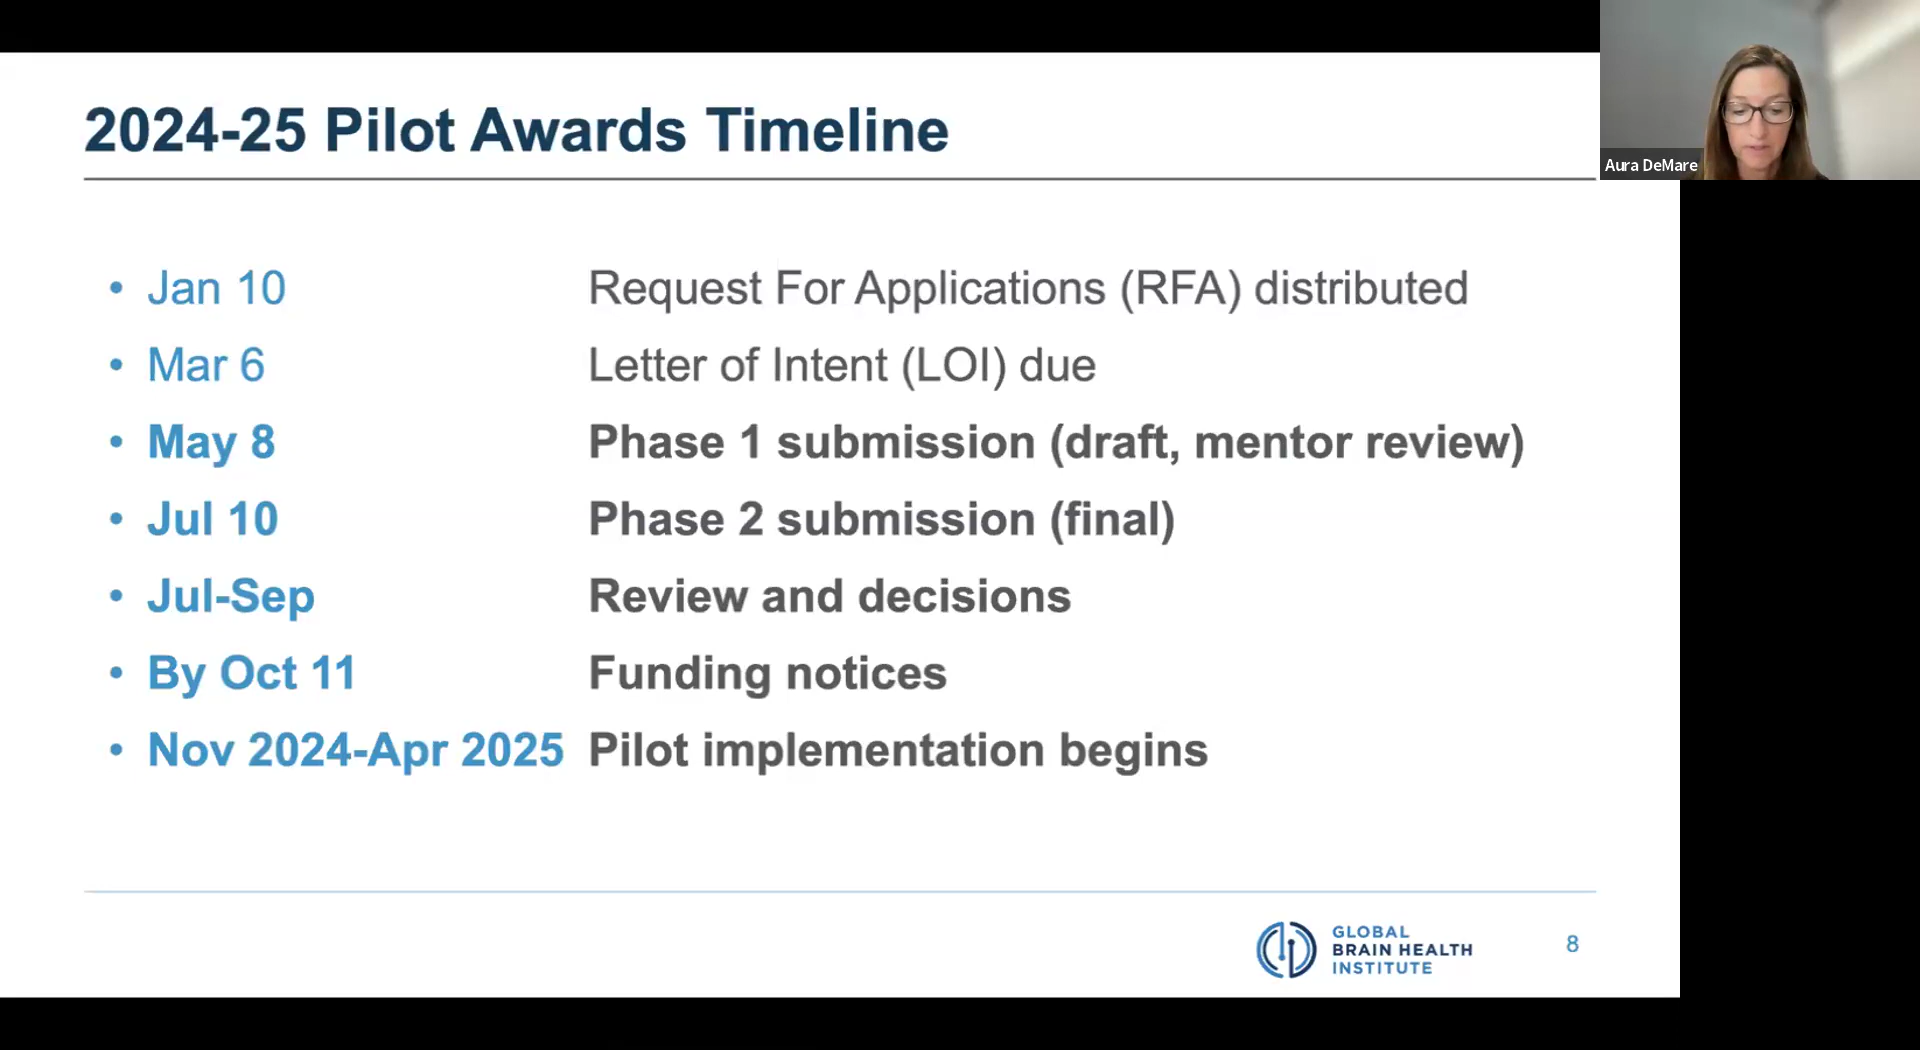 2024-25 Pilot Awards Timeline
Aura DeMare
• Jan 10 Request For Applications (RFA) distributed
• Mar 6 Letter of Intent (LOI) due
• May 8 Phase 1 submission (draft, mentor review)
• Jul 10 Phase 2 submission (final)
• Jul-Sep Review and decisions
• By Oct 11 Funding notices
• Nov 2024-Apr 2025 Pilot implementation begins
GLOBAL
BRAIN HEALTH
INSTITUTE
8